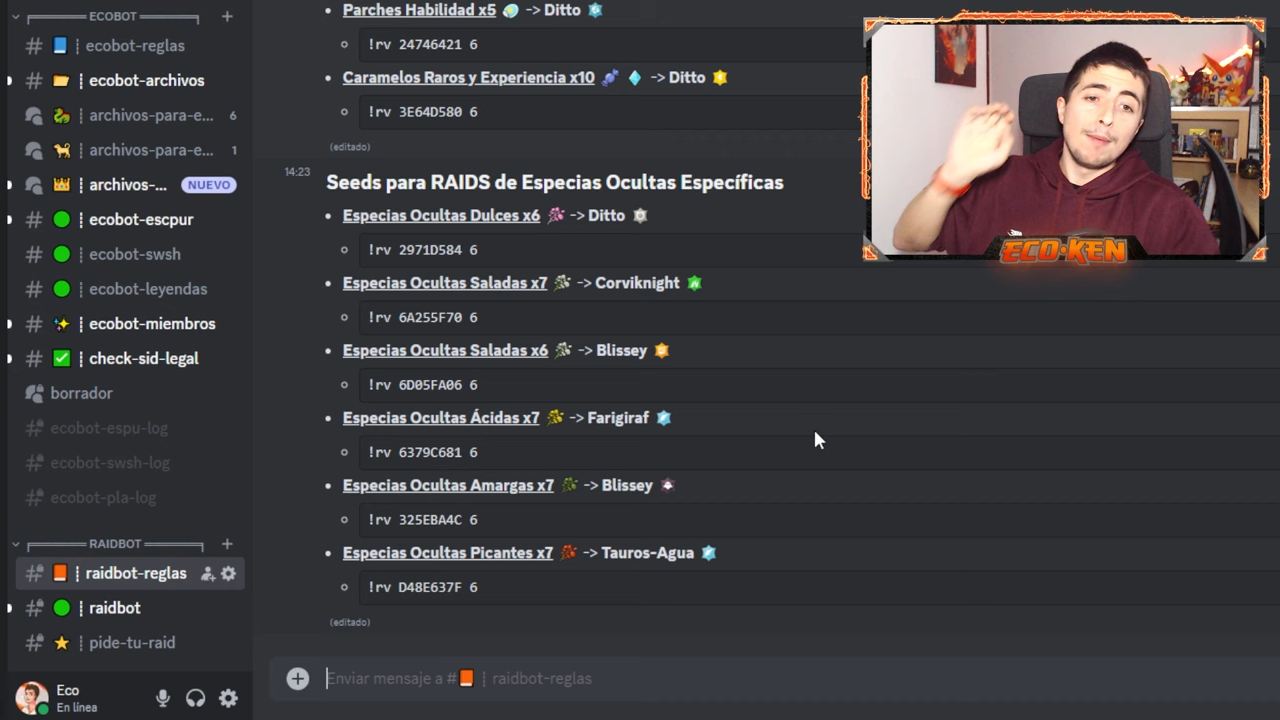 ECOBOT
ecobot-reglas
ecobot-archivos
archivos-para-e... 6
archivos-para-e... 1
archivos-... NUEVO
ecobot-escpur
ecobot-swsh
ecobot-leyendas
ecobot-miembros
check-sid-legal
borrador
ecobot-espu-log
ecobot-swsh-log
ecobot-pla-log
RAIDBOT
raidbot-reglas
raidbot
pide-tu-raid
Eco
En línea
Parches Habilidad x5 -> Ditto
!rv 24746421 6
Caramelos Raros y Experiencia x10 -> Ditto
!rv 3E64D580 6
(editado)
14:23
Seeds para RAIDS de Especias Ocultas Específicas
Especias Ocultas Dulces x6 -> Ditto
!rv 2971D584 6
Especias Ocultas Saladas x7 -> Corviknight
!rv 6A255F70 6
Especias Ocultas Saladas x6 -> Blissey
!rv 6D05FA06 6
Especias Ocultas Ácidas x7 -> Farigiraf
!rv 6379C681 6
Especias Ocultas Amargas x7 -> Blissey
!rv 325EBA4C 6
Especias Ocultas Picantes x7 -> Tauros-Agua
!rv D48E637F 6
(editado)
Enviar mensaje a # raidbot-reglas
ECO·KEN